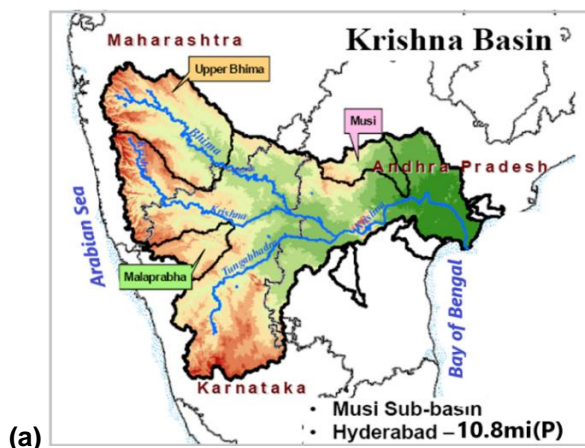 Maharashtra
Krishna Basin
Upper Bhima
Musi
Bhima
Andhra Pradesh
Krishna
Krishna
Arabian Sea
Malaprabha
Tungabhadra
Bay of Bengal
Karnataka
• Musi Sub-basin
• Hyderabad – 10.8mi(P)
(a)